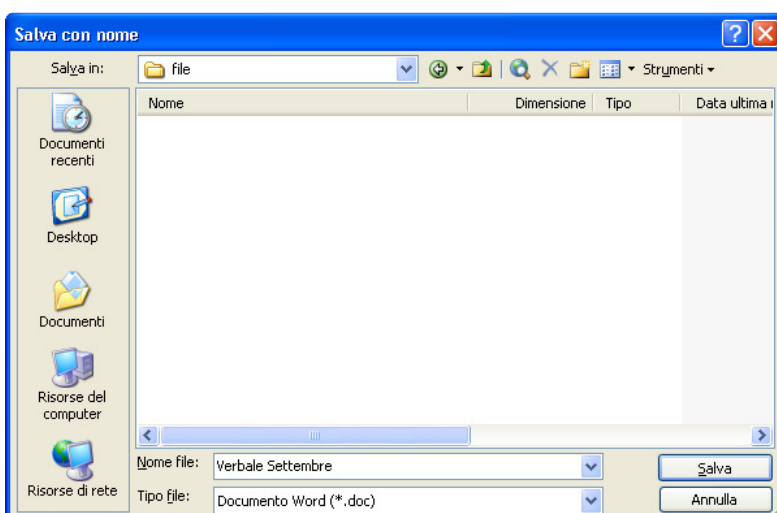 Salva con nome
Salva in:
file
Strumenti
Nome
Dimensione
Tipo
Data ultima
Documenti
recenti
Desktop
Documenti
Risorse del
computer
Risorse di rete
Nome file:
Verbale Settembre
Salva
Tipo file:
Documento Word (*.doc)
Annulla